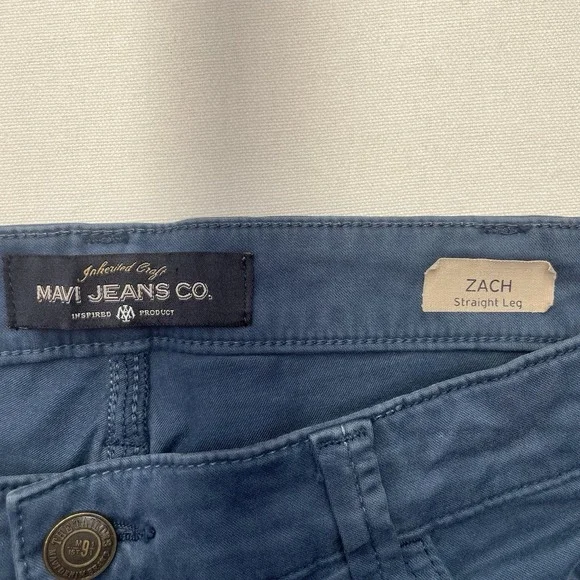 Inherited Craft
MAVI JEANS CO.
INSPIRED PRODUCT
ZACH
Straight Leg